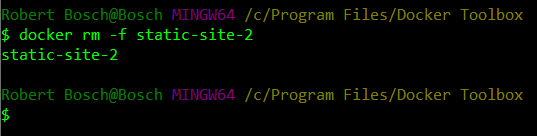 Robert Bosch@Bosch MINGW64 /c/Program Files/Docker Toolbox
$ docker rm -f static-site-2
static-site-2
Robert Bosch@Bosch MINGW64 /c/Program Files/Docker Toolbox
$